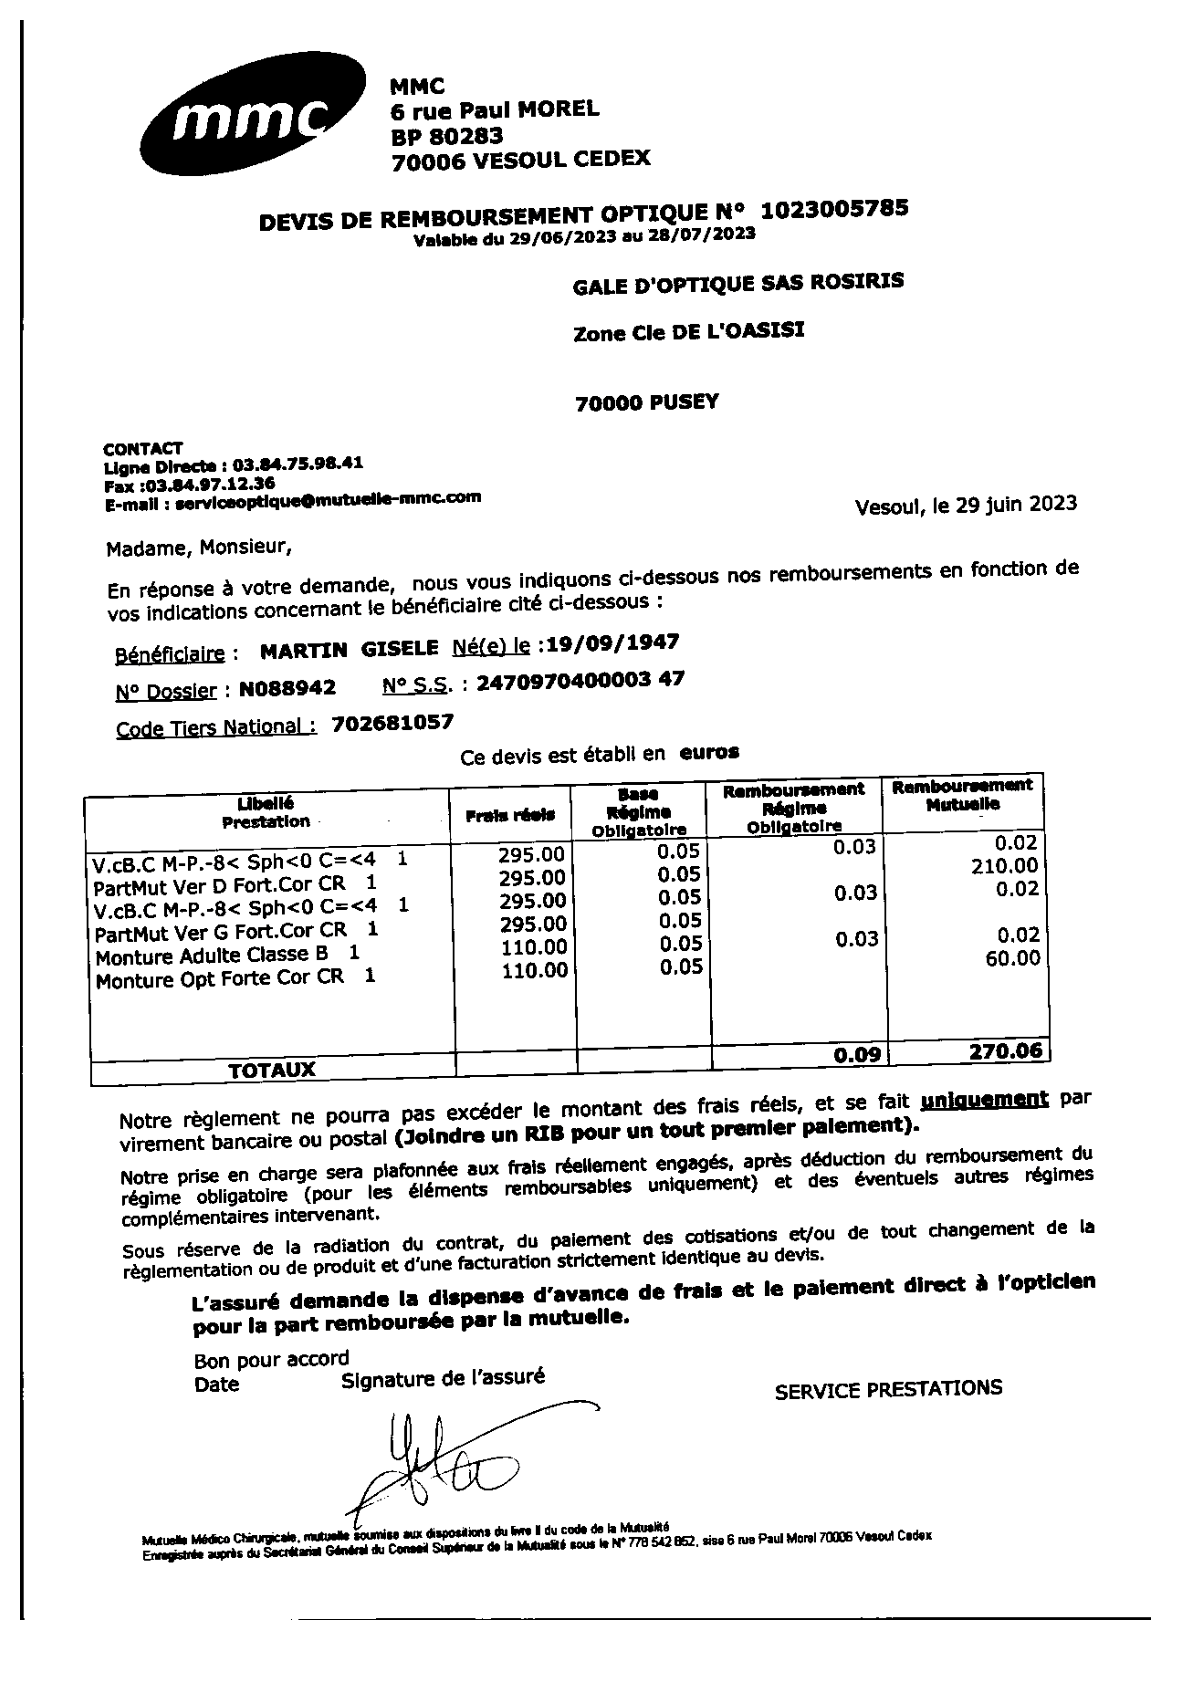 mmc
MMC
6 rue Paul MOREL
BP 80283
70006 VESOUL CEDEX
DEVIS DE REMBOURSEMENT OPTIQUE N° 1023005785
Valable du 29/06/2023 au 28/07/2023
GALE D'OPTIQUE SAS ROSIRIS
Zone Cle DE L'OASISI
70000 PUSEY
CONTACT
Ligne Directe : 03.84.75.98.41
Fax :03.84.97.12.36
E-mail : serviceoptique@mutuelle-mmc.com
Vesoul, le 29 juin 2023
Madame, Monsieur,
En réponse à votre demande, nous vous indiquons ci-dessous nos remboursements en fonction de
vos indications concernant le bénéficiaire cité ci-dessous :
Bénéficiaire : MARTIN GISELE Né(e) le :19/09/1947
N° Dossier : N088942 N° S.S. : 2470970400003 47
Code Tiers National : 702681057
Ce devis est établi en euros
Libellé Prestation Frais réels Base Régime Obligatoire Remboursement Régime Obligatoire Remboursement Mutuelle
V.cB.C M-P.-8< Sph<0 C=<4 1 295.00 0.05 0.03 0.02
PartMut Ver D Fort.Cor CR 1 295.00 0.05 210.00
V.cB.C M-P.-8< Sph<0 C=<4 1 295.00 0.05 0.03 0.02
PartMut Ver G Fort.Cor CR 1 295.00 0.05
Monture Adulte Classe B 1 110.00 0.05 0.03 0.02
Monture Opt Forte Cor CR 1 110.00 0.05 60.00
TOTAUX 0.09 270.06
Notre règlement ne pourra pas excéder le montant des frais réels, et se fait uniquement par
virement bancaire ou postal (Joindre un RIB pour un tout premier paiement).
Notre prise en charge sera plafonnée aux frais réellement engagés, après déduction du remboursement du
régime obligatoire (pour les éléments remboursables uniquement) et des éventuels autres régimes
complémentaires intervenant.
Sous réserve de la radiation du contrat, du paiement des cotisations et/ou de tout changement de la
règlementation ou de produit et d'une facturation strictement identique au devis.
L'assuré demande la dispense d'avance de frais et le paiement direct à l'opticien
pour la part remboursée par la mutuelle.
Bon pour accord
Date Signature de l'assuré
SERVICE PRESTATIONS
Mutuelle Médico Chirurgicale, mutuelle soumise aux dispositions du livre II du code de la Mutualité
Enregistrée auprès du Secrétariat Général du Conseil Supérieur de la Mutualité sous le N° 778 542 852, sise 6 rue Paul Morel 70006 Vesoul Cedex